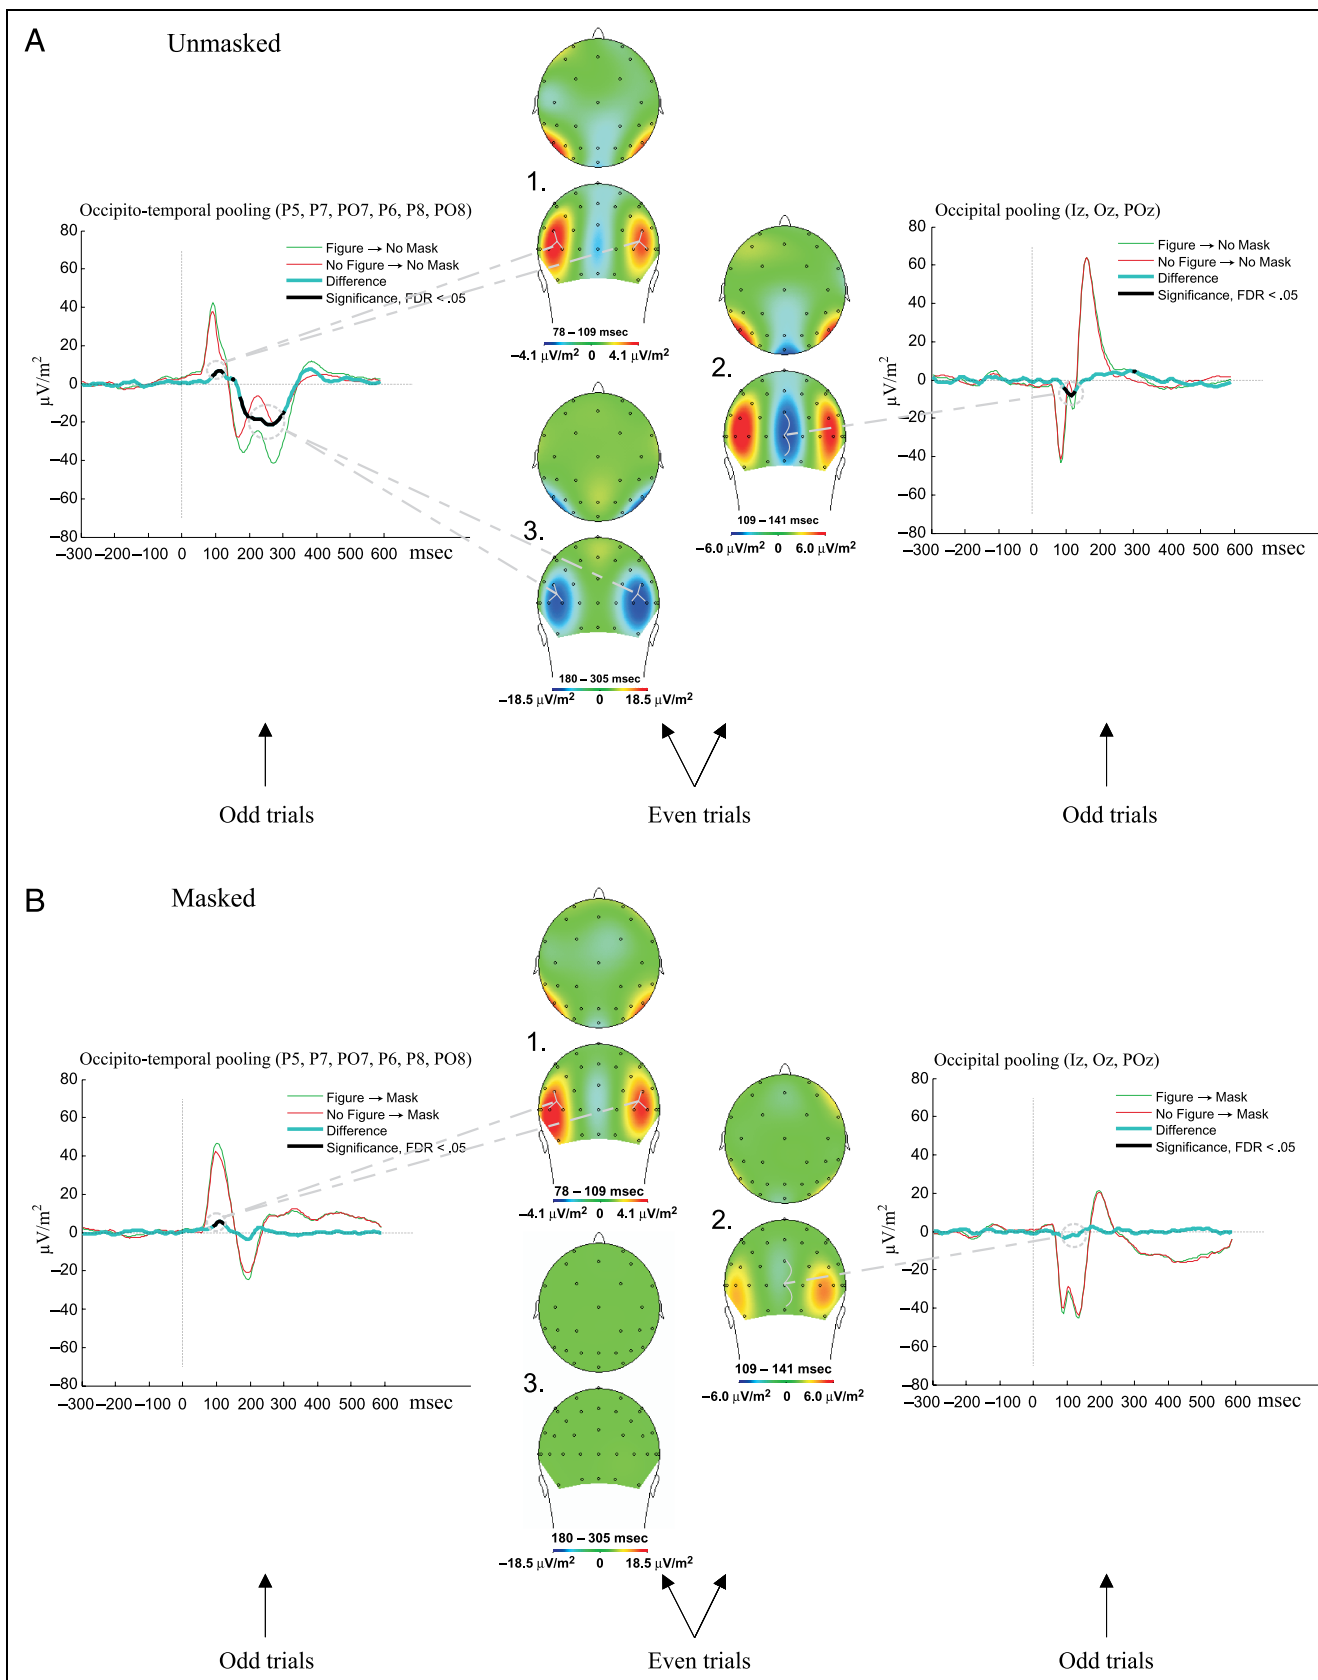 A
Unmasked
1.
Occipito-temporal pooling (P5, P7, PO7, P6, P8, PO8)
80
60
40
20
0
−20
−40
−60
−80
μV/m²
Figure → No Mask
No Figure → No Mask
Difference
Significance, FDR < .05
−300 −200 −100 0 100 200 300 400 500 600 msec
78 – 109 msec
−4.1 μV/m² 0 4.1 μV/m²
2.
109 – 141 msec
−6.0 μV/m² 0 6.0 μV/m²
3.
180 – 305 msec
−18.5 μV/m² 0 18.5 μV/m²
Occipital pooling (Iz, Oz, POz)
80
60
40
20
0
−20
−40
−60
−80
μV/m²
Figure → No Mask
No Figure → No Mask
Difference
Significance, FDR < .05
−300 −200 −100 0 100 200 300 400 500 600 msec
Odd trials
Even trials
Odd trials
B
Masked
1.
Occipito-temporal pooling (P5, P7, PO7, P6, P8, PO8)
80
60
40
20
0
−20
−40
−60
−80
μV/m²
Figure → Mask
No Figure → Mask
Difference
Significance, FDR < .05
−300 −200 −100 0 100 200 300 400 500 600 msec
78 – 109 msec
−4.1 μV/m² 0 4.1 μV/m²
2.
109 – 141 msec
−6.0 μV/m² 0 6.0 μV/m²
3.
180 – 305 msec
−18.5 μV/m² 0 18.5 μV/m²
Occipital pooling (Iz, Oz, POz)
80
60
40
20
0
−20
−40
−60
−80
μV/m²
Figure → Mask
No Figure → Mask
Difference
Significance, FDR < .05
−300 −200 −100 0 100 200 300 400 500 600 msec
Odd trials
Even trials
Odd trials